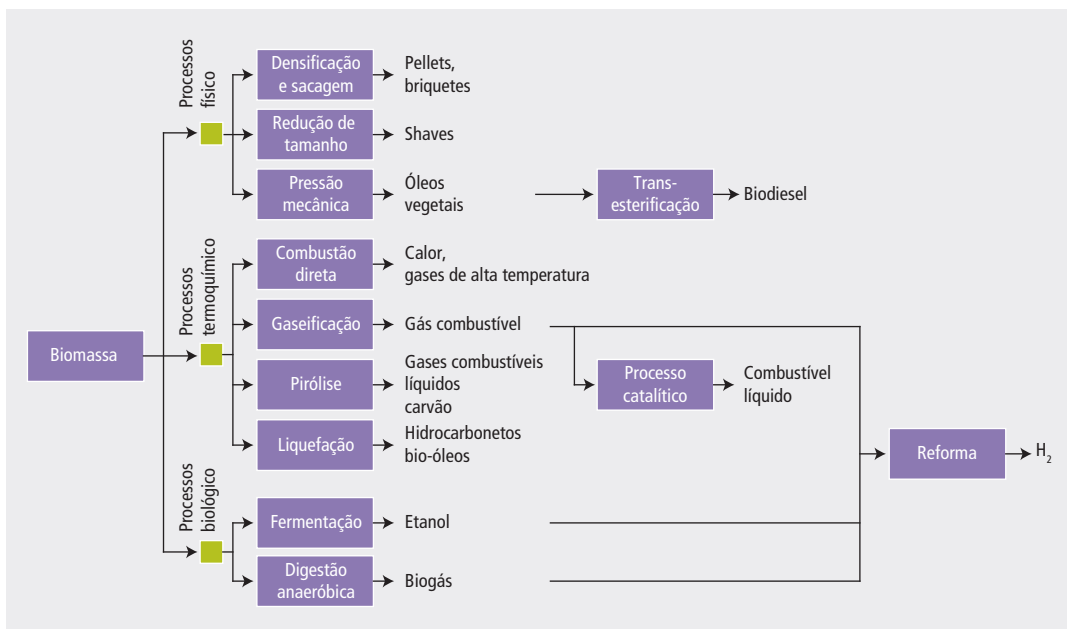 Processos
físico
Densificação
e sacagem
Pellets,
briquetes
Redução de
tamanho
Shaves
Pressão
mecânica
Óleos
vegetais
Trans-
esterificação
Biodiesel
Processos
termoquímico
Combustão
direta
Calor,
gases de alta temperatura
Biomassa
Gaseificação
Gás combustível
Pirólise
Gases combustíveis
líquidos
carvão
Processo
catalítico
Combustível
líquido
Liquefação
Hidrocarbonetos
bio-óleos
Reforma
H2
Processos
biológico
Fermentação
Etanol
Digestão
anaeróbica
Biogás